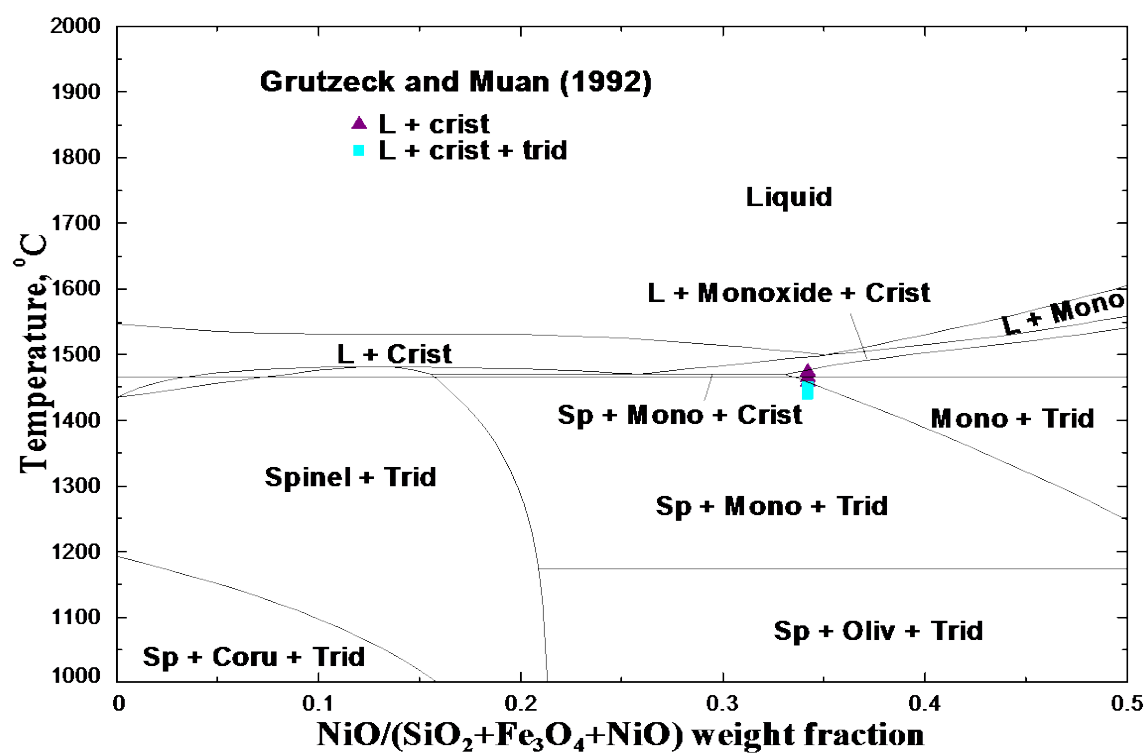 2000
1900
1800
1700
1600
1500
1400
1300
1200
1100
1000
Temperature, °C
Grutzeck and Muan (1992)
L + crist
L + crist + trid
Liquid
L + Monoxide + Crist
L + Mono
L + Crist
Sp + Mono + Crist
Mono + Trid
Spinel + Trid
Sp + Mono + Trid
Sp + Oliv + Trid
Sp + Coru + Trid
0 0.1 0.2 0.3 0.4 0.5
NiO/(SiO₂+Fe₃O₄+NiO) weight fraction